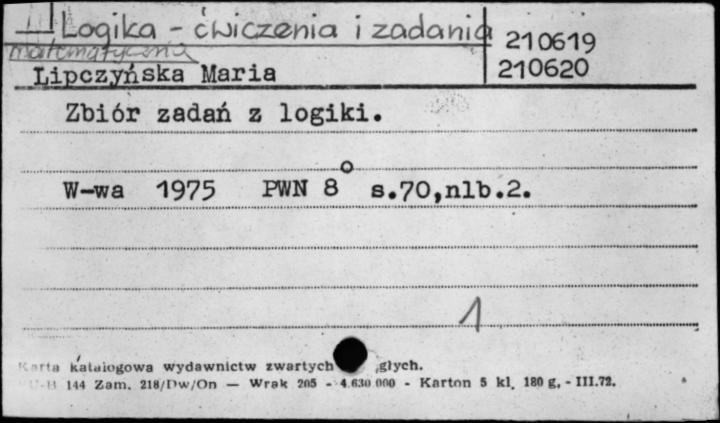 Logika - ćwiczenia i zadania
matematyczna
210619
210620
Lipczyńska Maria
Zbiór zadań z logiki.
W-wa 1975 PWN 8° s.70,nlb.2.
1
Karta katalogowa wydawnictw zwartych głych.
144 Zam. 218/Dw/On — Wrak 205 - 4.630 000 - Karton 5 kl. 180 g. - III.72.